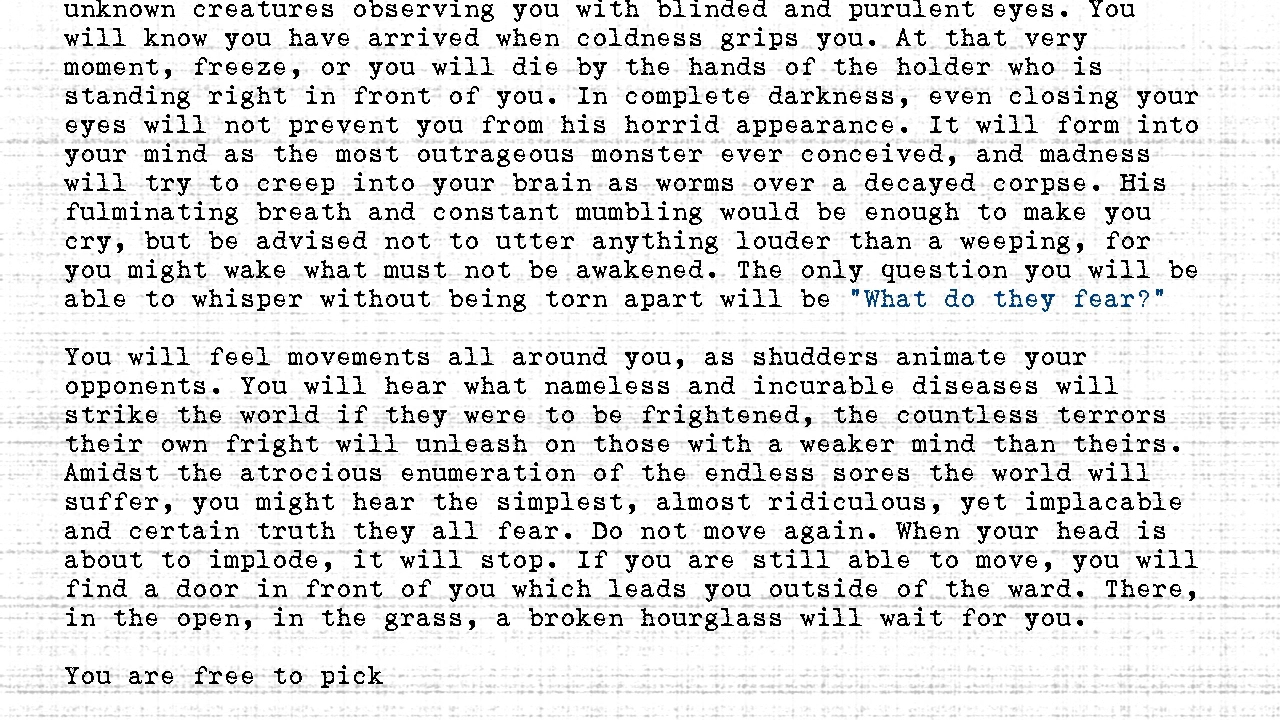 unknown creatures observing you with blinded and purulent eyes. You
will know you have arrived when coldness grips you. At that very
moment, freeze, or you will die by the hands of the holder who is
standing right in front of you. In complete darkness, even closing your
eyes will not prevent you from his horrid appearance. It will form into
your mind as the most outrageous monster ever conceived, and madness
will try to creep into your brain as worms over a decayed corpse. His
fulminating breath and constant mumbling would be enough to make you
cry, but be advised not to utter anything louder than a weeping, for
you might wake what must not be awakened. The only question you will be
able to whisper without being torn apart will be "What do they fear?"

You will feel movements all around you, as shudders animate your
opponents. You will hear what nameless and incurable diseases will
strike the world if they were to be frightened, the countless terrors
their own fright will unleash on those with a weaker mind than theirs.
Amidst the atrocious enumeration of the endless sores the world will
suffer, you might hear the simplest, almost ridiculous, yet implacable
and certain truth they all fear. Do not move again. When your head is
about to implode, it will stop. If you are still able to move, you will
find a door in front of you which leads you outside of the ward. There,
in the open, in the grass, a broken hourglass will wait for you.

You are free to pick